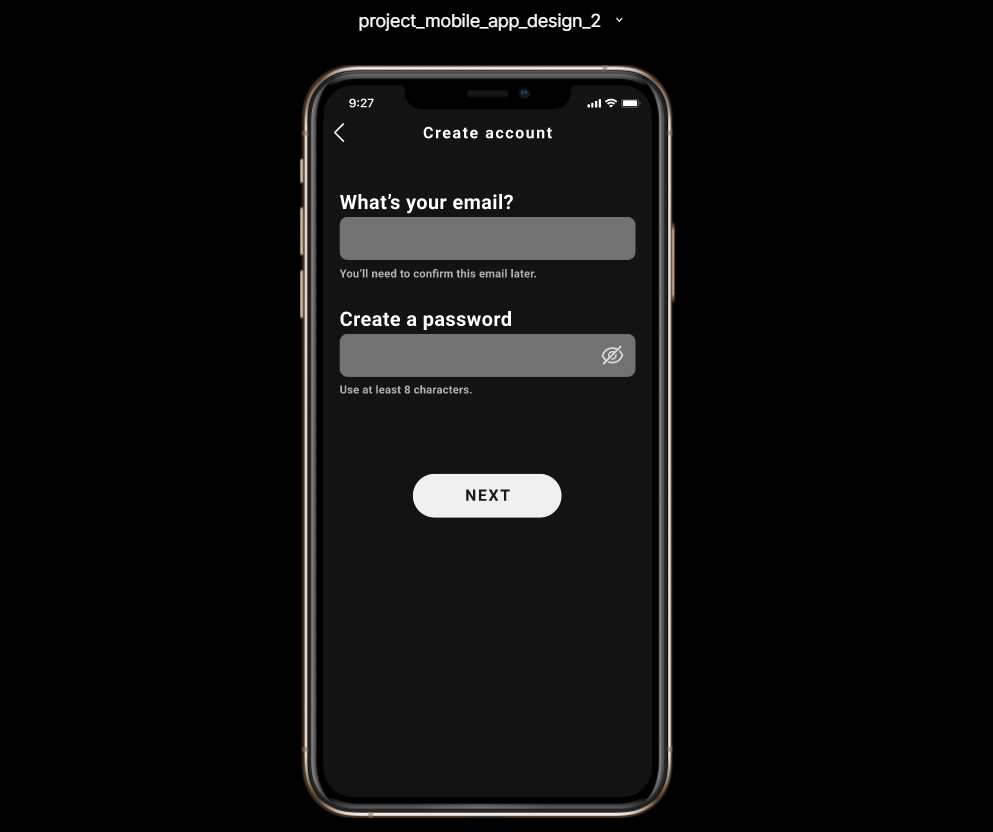 project_mobile_app_design_2
9:27
Create account
What’s your email?
You’ll need to confirm this email later.
Create a password
Use at least 8 characters.
NEXT